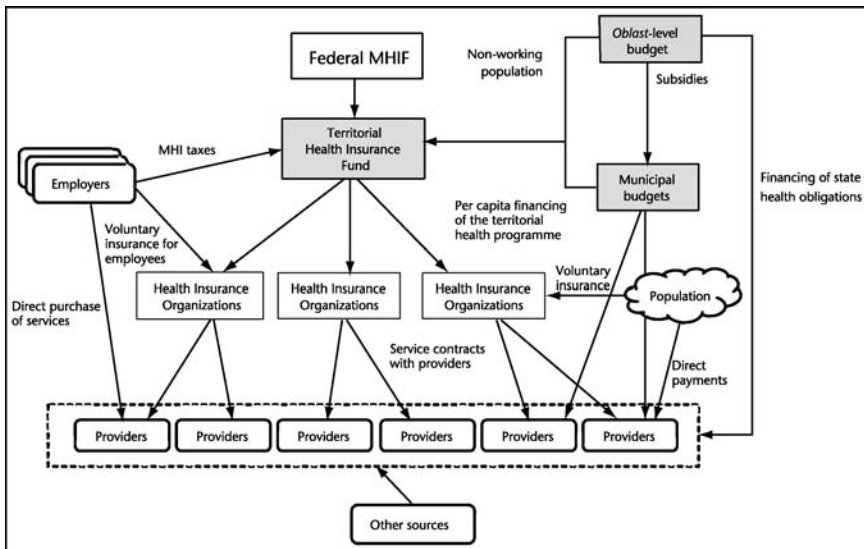 Federal MHIF
Non-working
population
Oblast-level
budget
Subsidies
MHI taxes
Territorial
Health Insurance
Fund
Employers
Municipal
budgets
Financing of state
health obligations
Voluntary
insurance for
employees
Per capita financing
of the territorial
health programme
Direct purchase
of services
Health Insurance
Organizations
Health Insurance
Organizations
Health Insurance
Organizations
Voluntary
insurance
Population
Service contracts
with providers
Direct
payments
Providers
Providers
Providers
Providers
Providers
Providers
Other sources